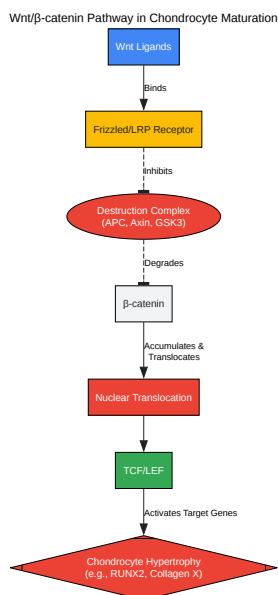 Wnt/β-catenin Pathway in Chondrocyte Maturation
Wnt Ligands
Binds
Frizzled/LRP Receptor
Inhibits
Destruction Complex
(APC, Axin, GSK3)
Degrades
β-catenin
Accumulates &
Translocates
Nuclear Translocation
TCF/LEF
Activates Target Genes
Chondrocyte Hypertrophy
(e.g., RUNX2, Collagen X)